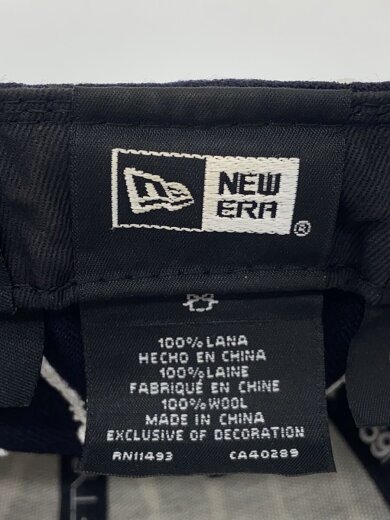 NEW
ERA
®
100% LANA
HECHO EN CHINA
100% LAINE
FABRIQUÉ EN CHINE
100% WOOL
MADE IN CHINA
EXCLUSIVE OF DECORATION
RN11493 CA40289